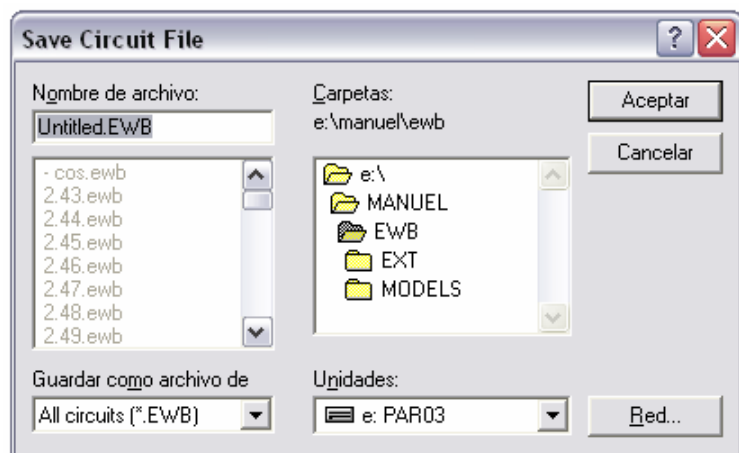 Save Circuit File
Nombre de archivo:
Untitled.EWB
- cos.ewb
2.43.ewb
2.44.ewb
2.45.ewb
2.46.ewb
2.47.ewb
2.48.ewb
2.49.ewb
Guardar como archivo de
All circuits (*.EWB)
Carpetas:
e:\manuel\ewb
e:\
MANUEL
EWB
EXT
MODELS
Unidades:
e: PAR03
Aceptar
Cancelar
Red...